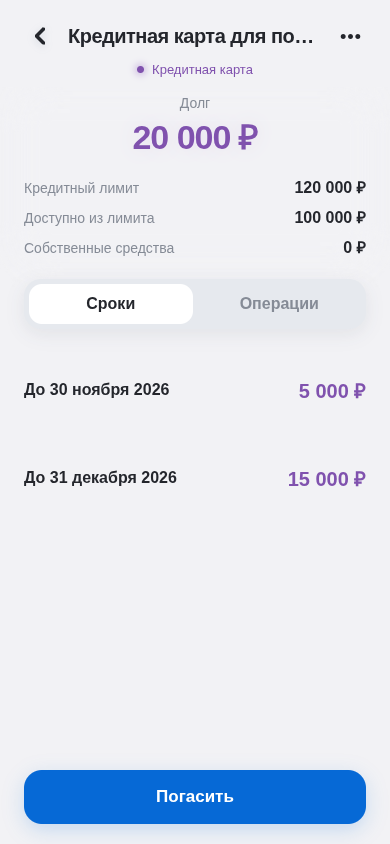 Кредитная карта для по...
Кредитная карта
Долг
20 000 ₽
Кредитный лимит 120 000 ₽
Доступно из лимита 100 000 ₽
Собственные средства 0 ₽
Сроки Операции
До 30 ноября 2026 5 000 ₽
До 31 декабря 2026 15 000 ₽
Погасить